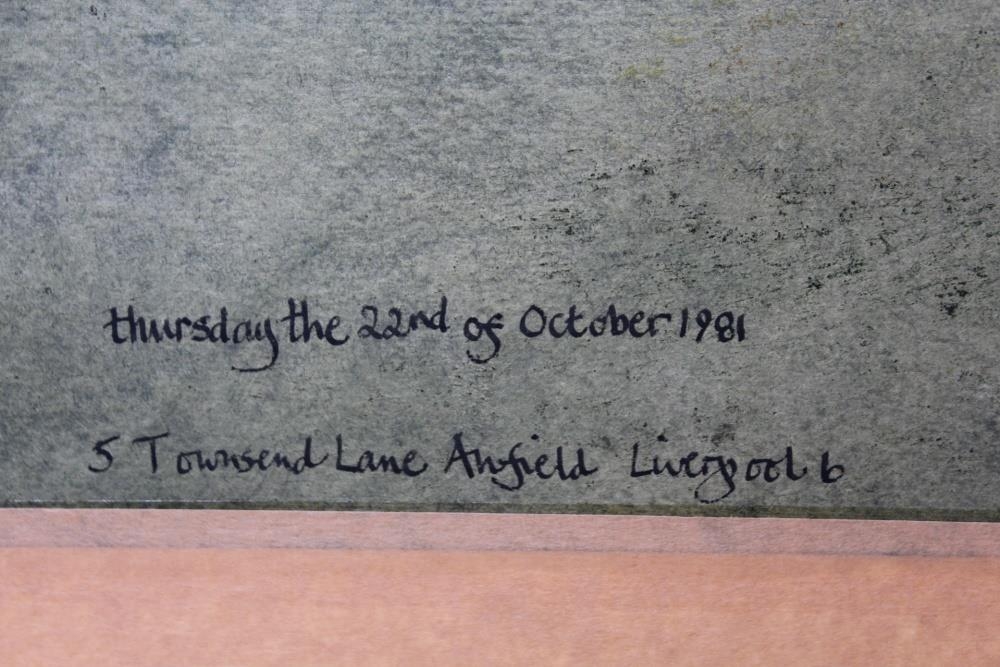 thursday the 22nd of October 1981
5 Townsend Lane Anfield Liverpool 6